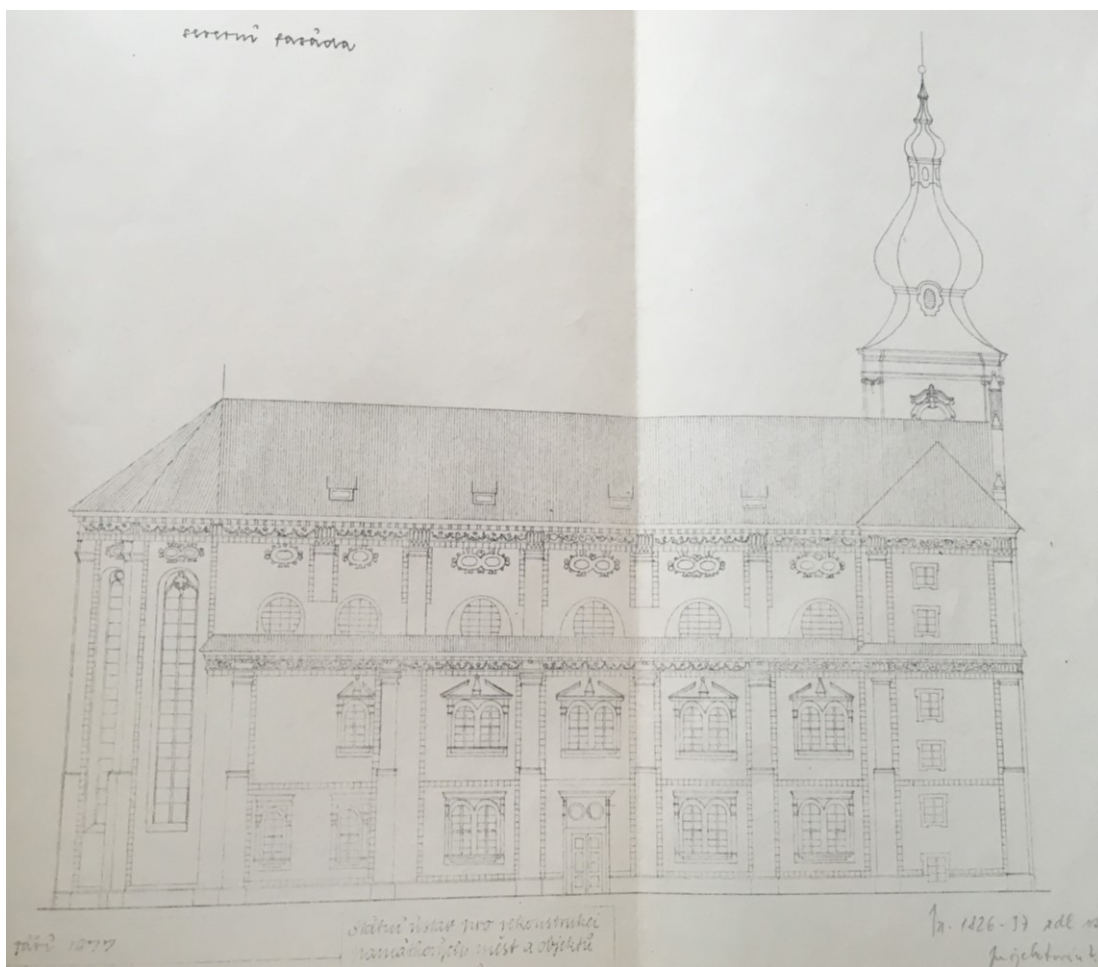 severní fasáda
Státní ústav pro rekonstrukci
památkových měst a objektů
září 1977
1826-37